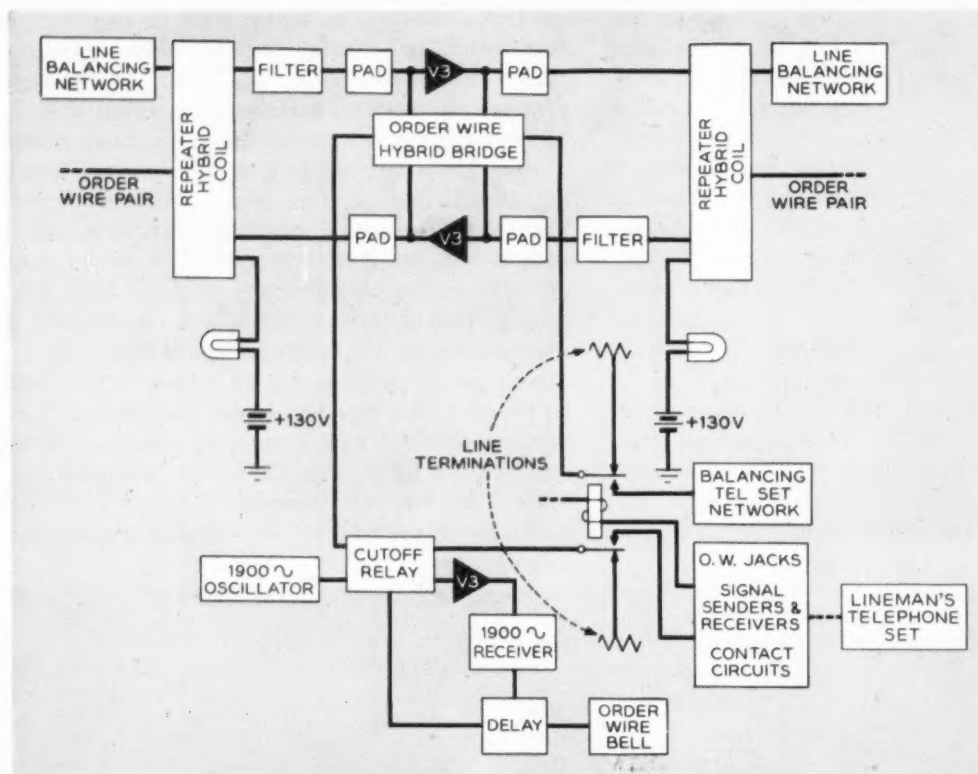 LINE
BALANCING
NETWORK
REPEATER
HYBRID
COIL
FILTER
PAD
V3
PAD
REPEATER
HYBRID
COIL
LINE
BALANCING
NETWORK
ORDER WIRE
HYBRID BRIDGE
ORDER
WIRE PAIR
ORDER
WIRE PAIR
PAD
V3
PAD
FILTER
+130V
+130V
LINE
TERMINATIONS
BALANCING
TEL SET
NETWORK
1900 ∿
OSCILLATOR
CUTOFF
RELAY
V3
1900 ∿
RECEIVER
O.W. JACKS
SIGNAL
SENDERS &
RECEIVERS
CONTACT
CIRCUITS
LINEMAN'S
TELEPHONE
SET
DELAY
ORDER
WIRE
BELL